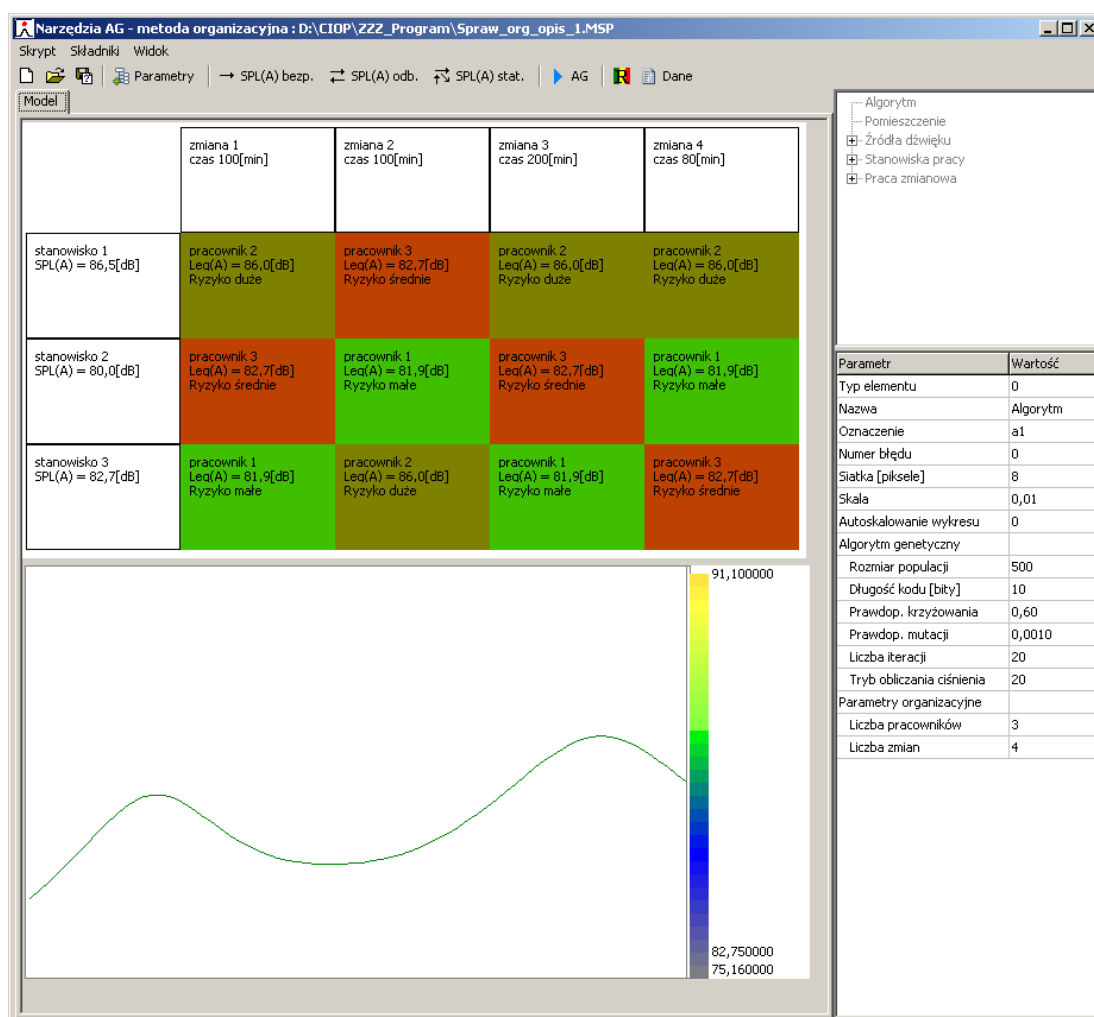 Narzędzia AG - metoda organizacyjna : D:\CIOP\ZZZ_Program\Spraw_org_opis_1.MSP
Skrypt Składniki Widok
Parametry SPL(A) bezp. SPL(A) odb. SPL(A) stat. AG R Dane
Model
zmiana 1
czas 100[min]
zmiana 2
czas 100[min]
zmiana 3
czas 200[min]
zmiana 4
czas 80[min]
stanowisko 1
SPL(A) = 86,5[dB]
pracownik 2
Leq(A) = 86,0[dB]
Ryzyko duże
pracownik 3
Leq(A) = 82,7[dB]
Ryzyko średnie
pracownik 2
Leq(A) = 86,0[dB]
Ryzyko duże
pracownik 2
Leq(A) = 86,0[dB]
Ryzyko duże
stanowisko 2
SPL(A) = 80,0[dB]
pracownik 3
Leq(A) = 82,7[dB]
Ryzyko średnie
pracownik 1
Leq(A) = 81,9[dB]
Ryzyko małe
pracownik 3
Leq(A) = 82,7[dB]
Ryzyko średnie
pracownik 1
Leq(A) = 81,9[dB]
Ryzyko małe
stanowisko 3
SPL(A) = 82,7[dB]
pracownik 1
Leq(A) = 81,9[dB]
Ryzyko małe
pracownik 2
Leq(A) = 86,0[dB]
Ryzyko duże
pracownik 1
Leq(A) = 81,9[dB]
Ryzyko małe
pracownik 3
Leq(A) = 82,7[dB]
Ryzyko średnie
91,100000
82,750000
75,160000
Algorytm
Pomieszczenie
Źródła dźwięku
Stanowiska pracy
Praca zmianowa
Parametr Wartość
Typ elementu 0
Nazwa Algorytm
Oznaczenie a1
Numer błędu 0
Siatka [piksele] 8
Skala 0,01
Autoskalowanie wykresu 0
Algorytm genetyczny
Rozmiar populacji 500
Długość kodu [bity] 10
Prawdop. krzyżowania 0,60
Prawdop. mutacji 0,0010
Liczba iteracji 20
Tryb obliczania ciśnienia 20
Parametry organizacyjne
Liczba pracowników 3
Liczba zmian 4